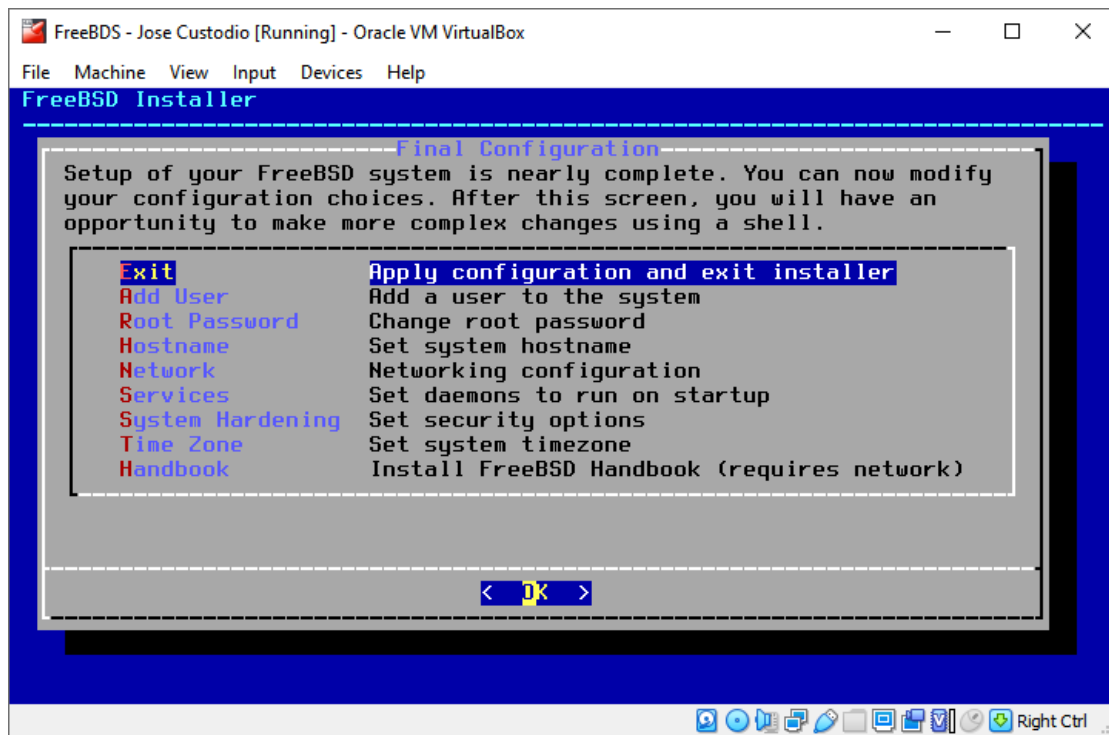 FreeBDS - Jose Custodio [Running] - Oracle VM VirtualBox
File Machine View Input Devices Help
FreeBSD Installer
Final Configuration
Setup of your FreeBSD system is nearly complete. You can now modify
your configuration choices. After this screen, you will have an
opportunity to make more complex changes using a shell.
Exit Apply configuration and exit installer
Add User Add a user to the system
Root Password Change root password
Hostname Set system hostname
Network Networking configuration
Services Set daemons to run on startup
System Hardening Set security options
Time Zone Set system timezone
Handbook Install FreeBSD Handbook (requires network)
< OK >
Right Ctrl